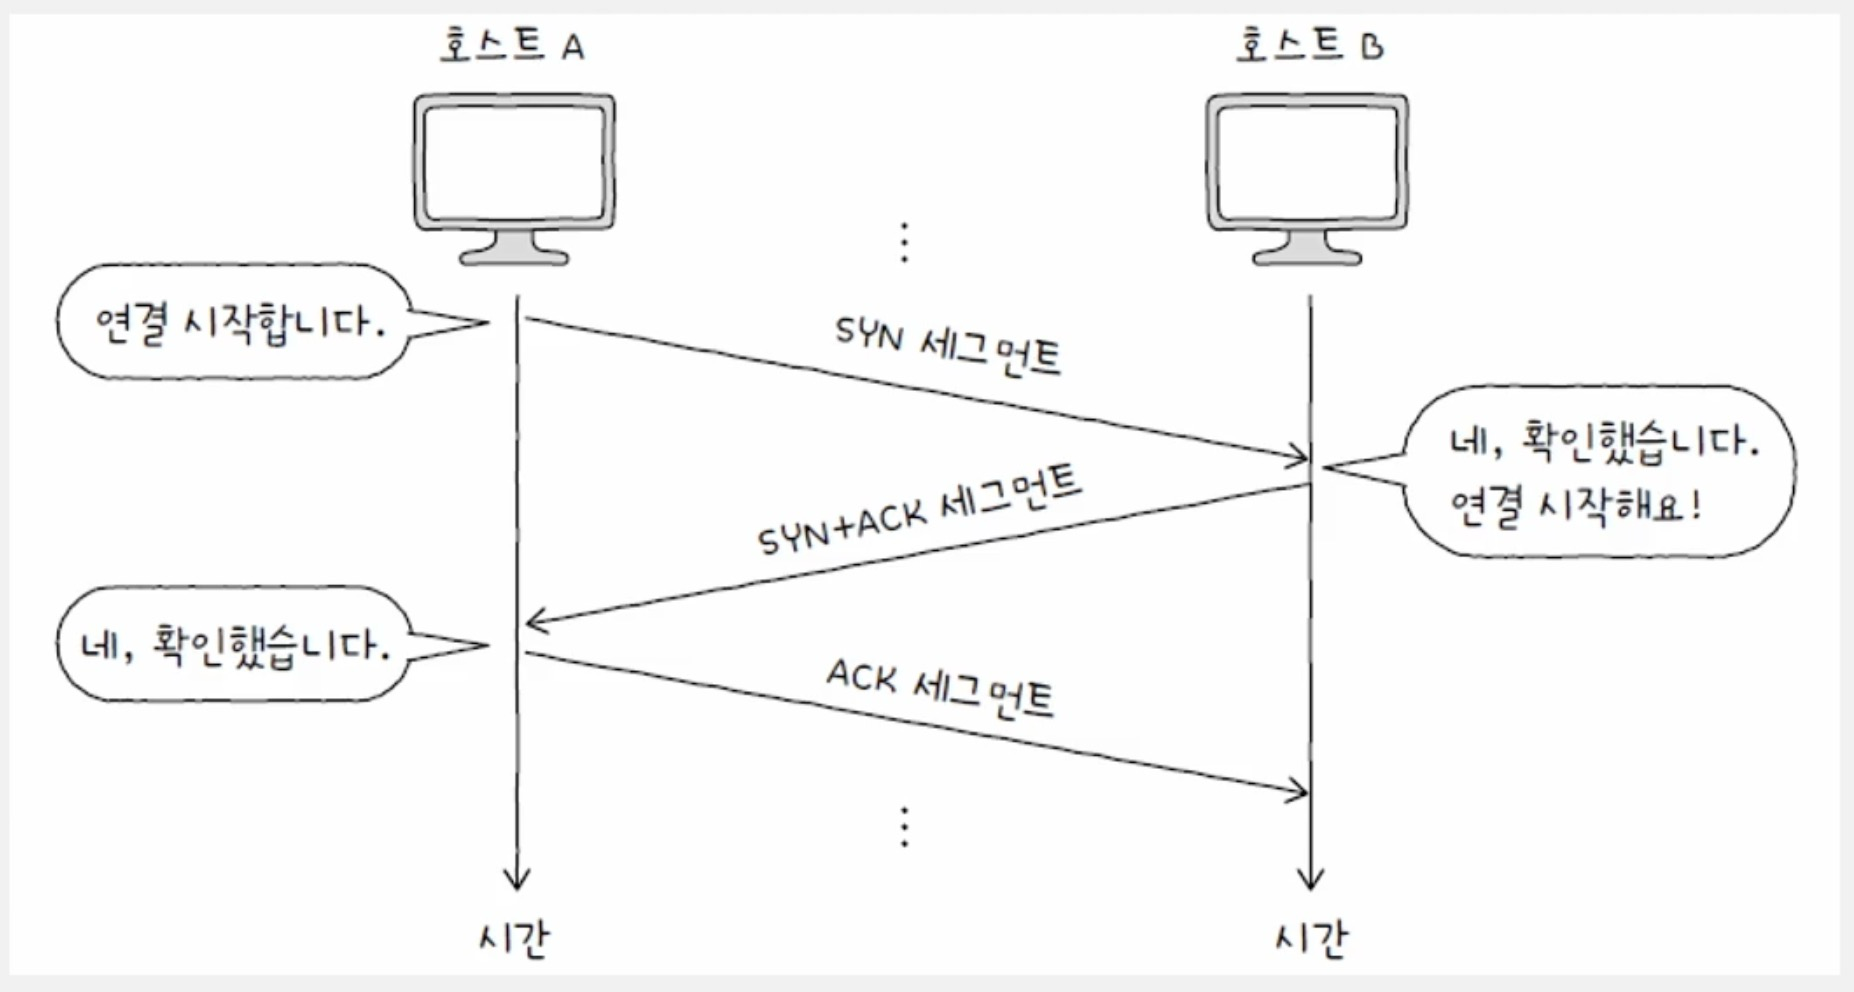 호스트 A
호스트 B
연결 시작합니다.
SYN 세그먼트
네, 확인했습니다.
연결 시작해요!
SYN+ACK 세그먼트
네, 확인했습니다.
ACK 세그먼트
시간
시간